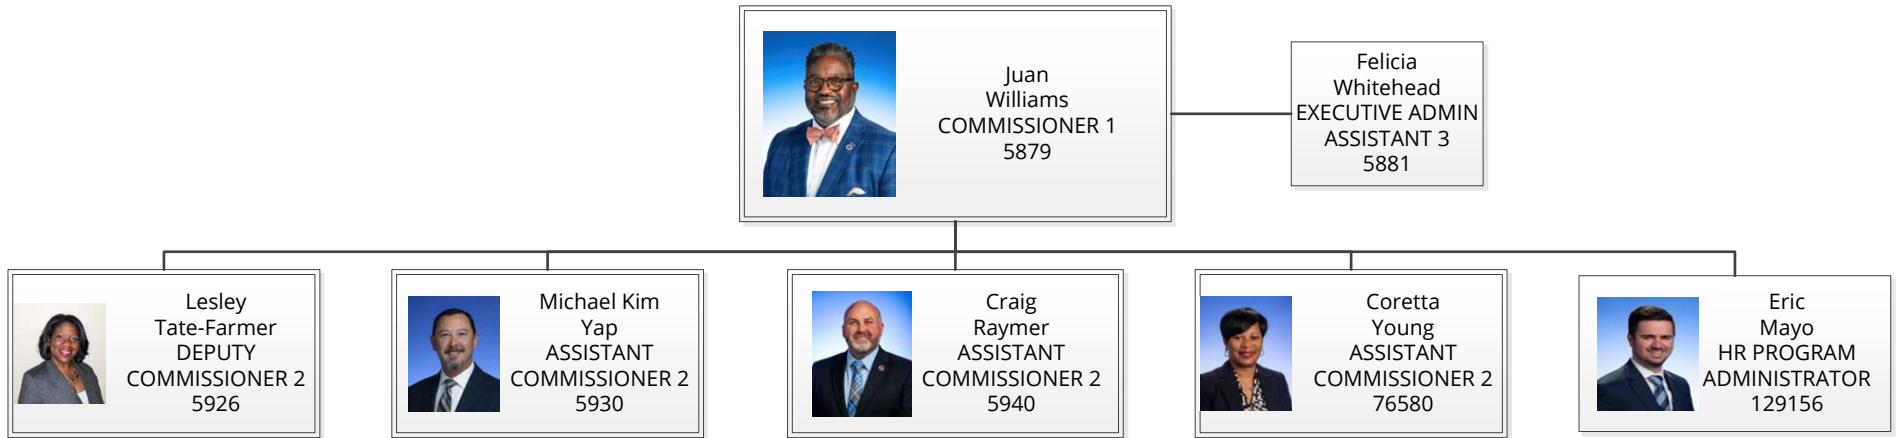 Juan
Williams
COMMISSIONER 1
5879
Felicia
Whitehead
EXECUTIVE ADMIN
ASSISTANT 3
5881
Lesley
Tate-Farmer
DEPUTY
COMMISSIONER 2
5926
Michael Kim
Yap
ASSISTANT
COMMISSIONER 2
5930
Craig
Raymer
ASSISTANT
COMMISSIONER 2
5940
Coretta
Young
ASSISTANT
COMMISSIONER 2
76580
Eric
Mayo
HR PROGRAM
ADMINISTRATOR
129156